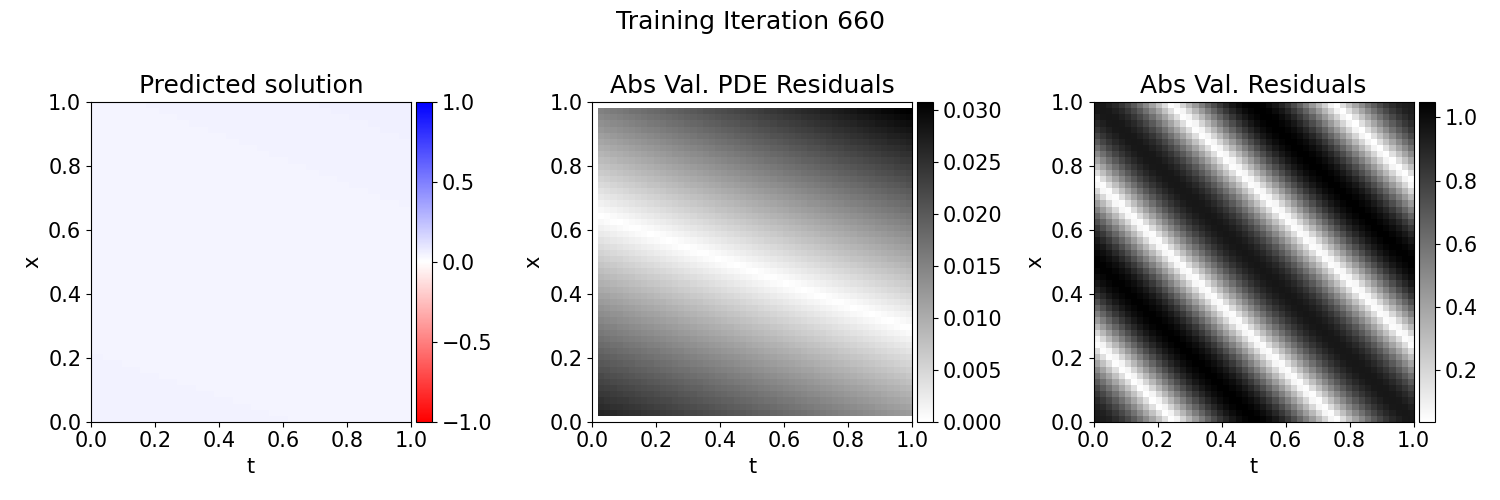 Training Iteration 660
Predicted solution
1.0
0.8
0.6
0.4
0.2
0.0
x
0.0 0.2 0.4 0.6 0.8 1.0
t
1.0
0.5
0.0
−0.5
−1.0
Abs Val. PDE Residuals
1.0
0.8
0.6
0.4
0.2
0.0
x
0.0 0.2 0.4 0.6 0.8 1.0
t
0.030
0.025
0.020
0.015
0.010
0.005
0.000
Abs Val. Residuals
1.0
0.8
0.6
0.4
0.2
0.0
x
0.0 0.2 0.4 0.6 0.8 1.0
t
1.0
0.8
0.6
0.4
0.2